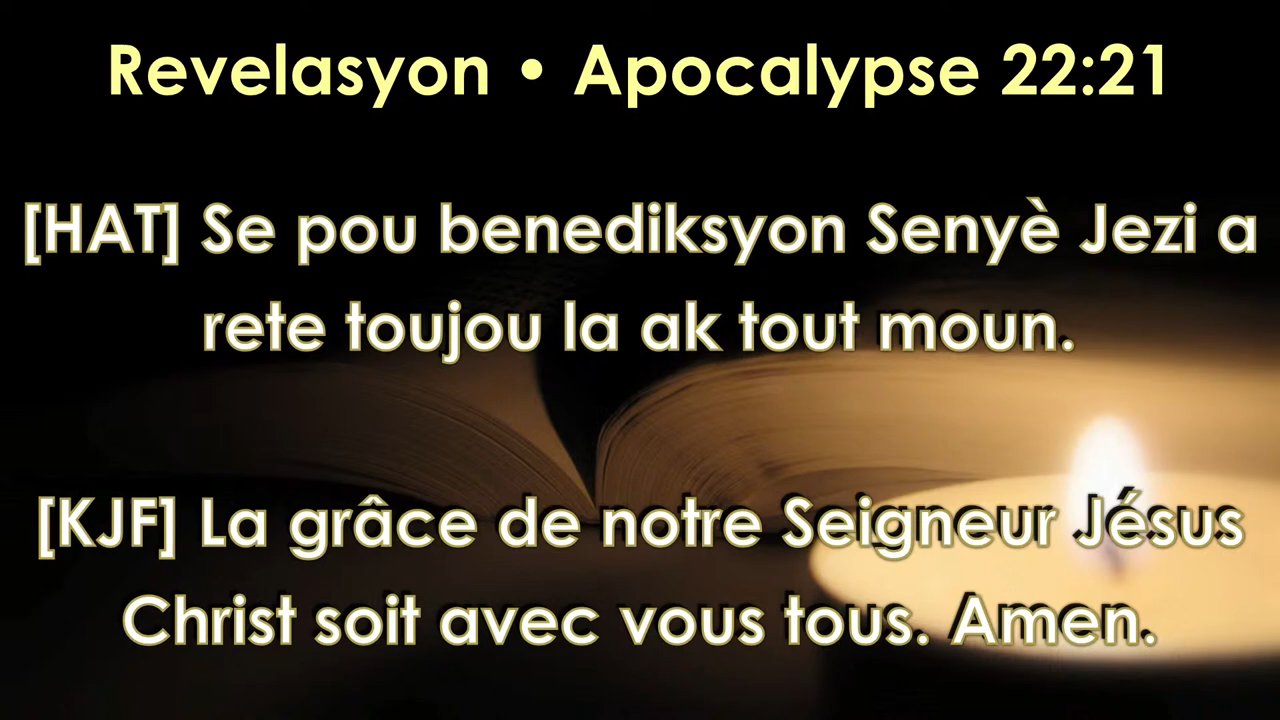 Revelasyon • Apocalypse 22:21
[HAT] Se pou benediksyon Senyè Jezi a
rete toujou la ak tout moun.
[KJF] La grâce de notre Seigneur Jésus
Christ soit avec vous tous. Amen.